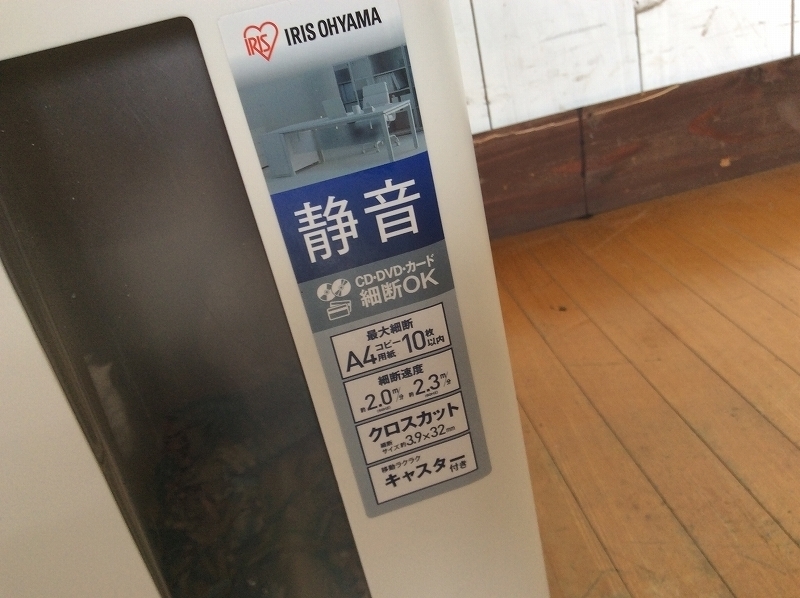 IRIS
IRIS OHYAMA
静音
CD・DVD・カード
細断OK
最大細断
A4コピー用紙10枚以内
細断速度
約2.0m/分 約2.3m/分
クロスカット
細断サイズ約3.9×32mm
移動ラクラク
キャスター付き